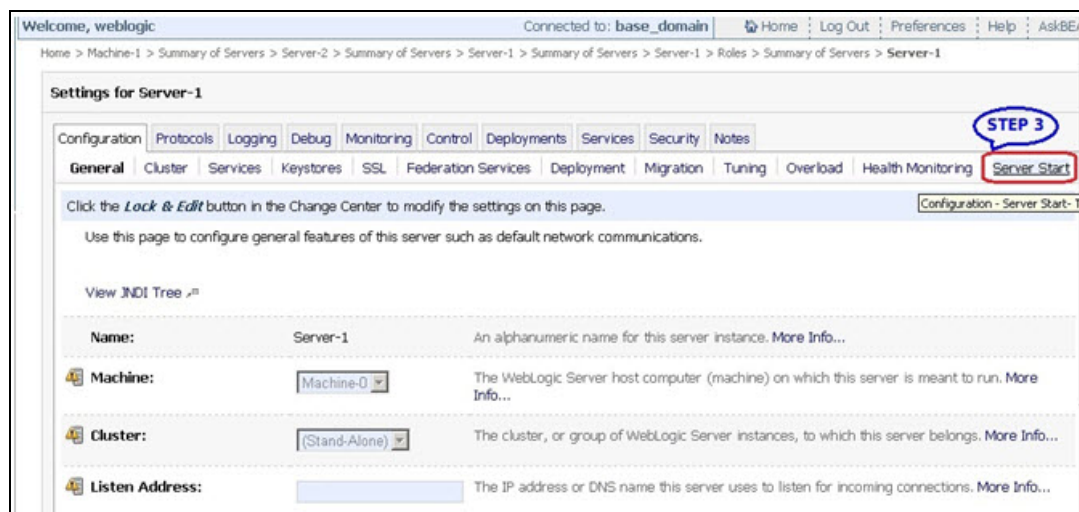 Welcome, weblogic
Connected to: base_domain
Home Log Out Preferences Help AskBEA
Home > Machine-1 > Summary of Servers > Server-2 > Summary of Servers > Server-1 > Summary of Servers > Server-1 > Roles > Summary of Servers > Server-1
Settings for Server-1
STEP 3
Configuration Protocols Logging Debug Monitoring Control Deployments Services Security Notes
General Cluster Services Keystores SSL Federation Services Deployment Migration Tuning Overload Health Monitoring Server Start
Click the Lock & Edit button in the Change Center to modify the settings on this page.
Configuration - Server Start- T
Use this page to configure general features of this server such as default network communications.
View JNDI Tree
Name: Server-1 An alphanumeric name for this server instance. More Info...
Machine: Machine-0 The WebLogic Server host computer (machine) on which this server is meant to run. More
Info...
Cluster: (Stand-Alone) The cluster, or group of WebLogic Server instances, to which this server belongs. More Info...
Listen Address: The IP address or DNS name this server uses to listen for incoming connections. More Info...